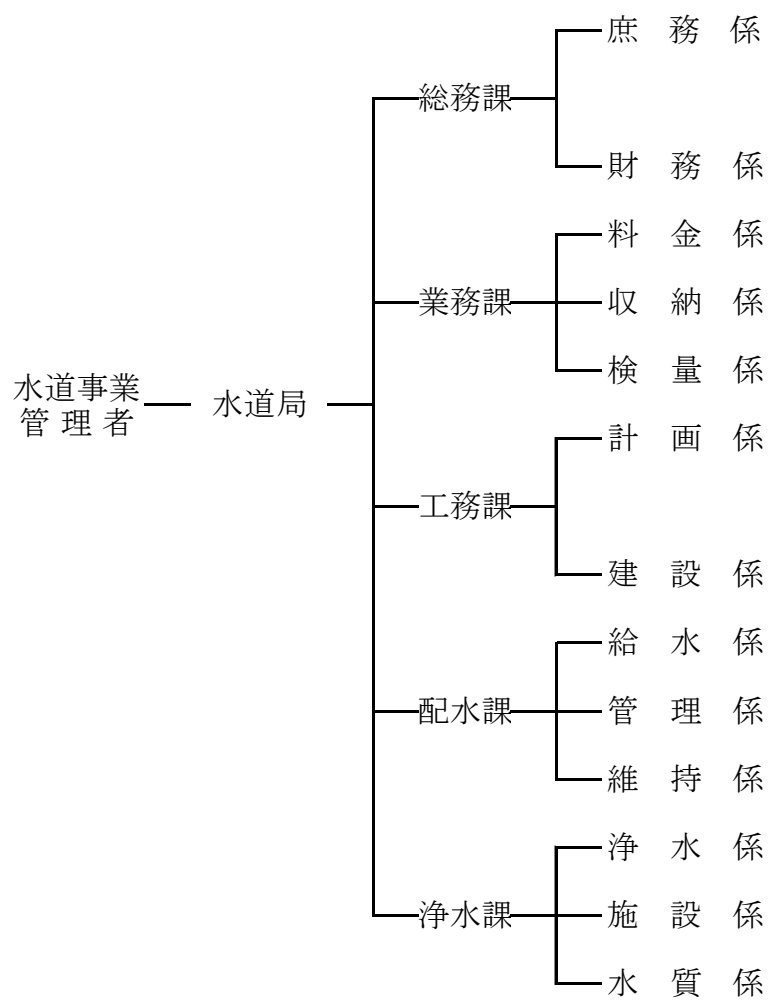 水道事業
管理者
水道局
総務課
庶務係
財務係
業務課
料金係
収納係
検量係
工務課
計画係
建設係
配水課
給水係
管理係
維持係
浄水課
浄水係
施設係
水質係